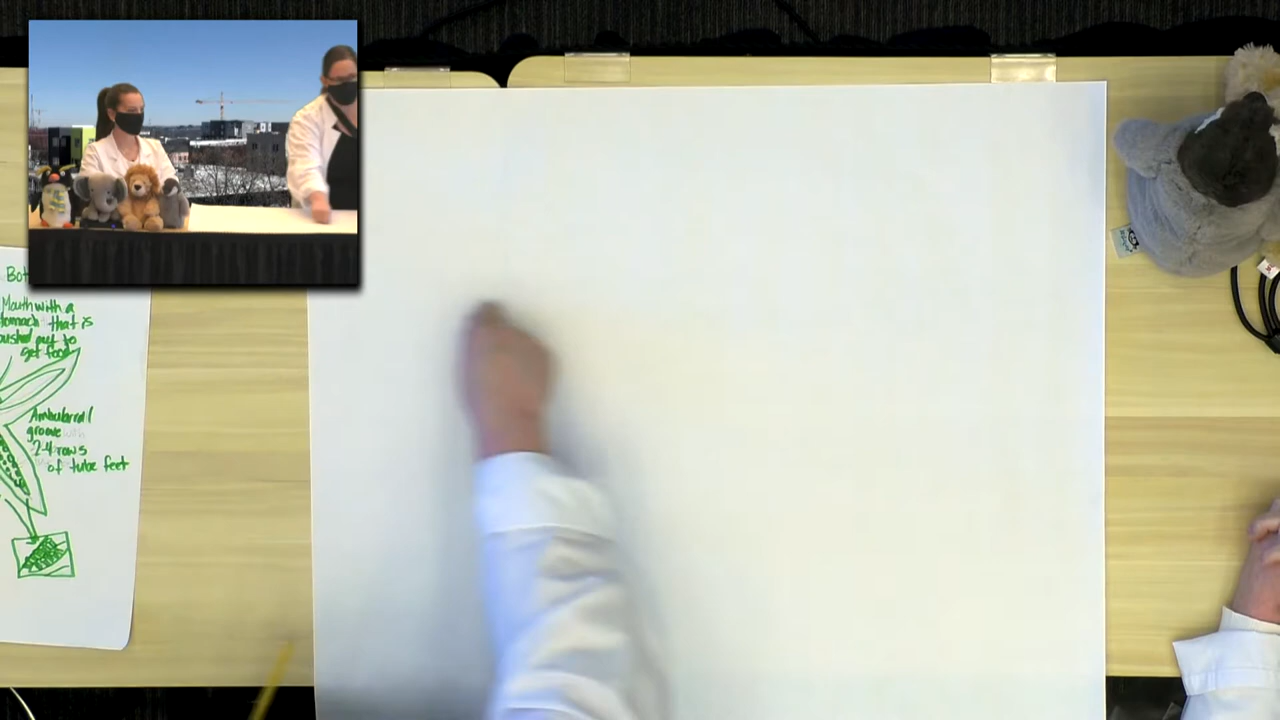 Bot
Mouth with a
stomach that is
pushed out to
get food
Ambulacral
groove with
2-4 rows
of tube feet